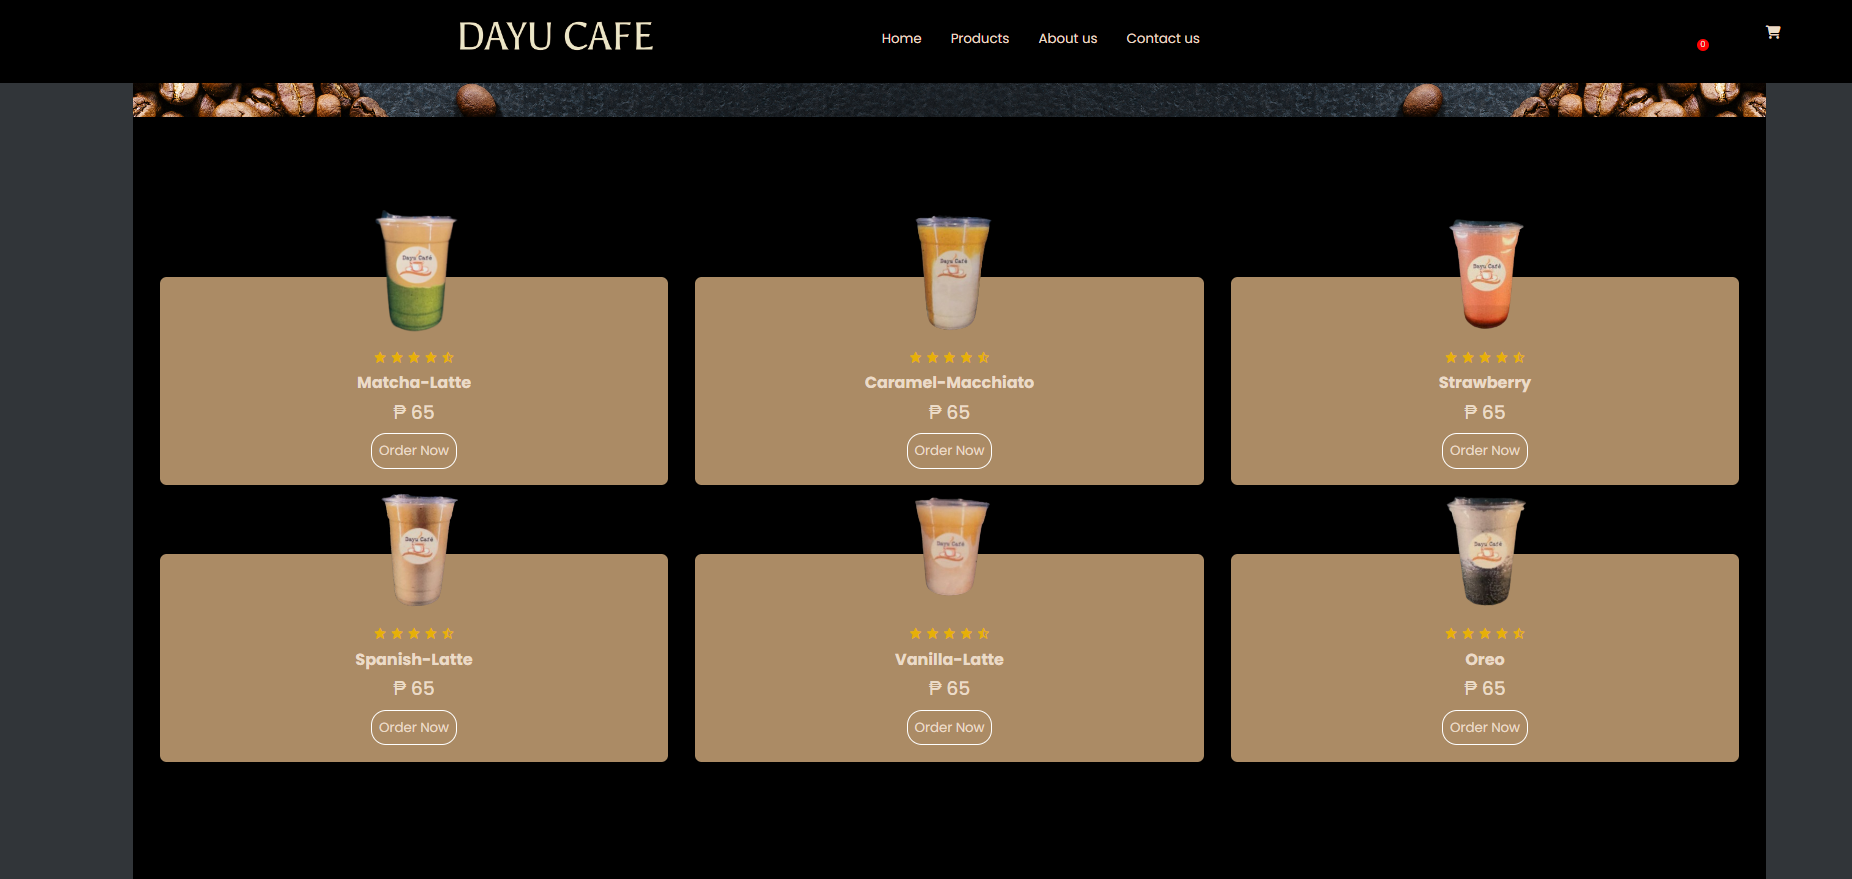 DAYU CAFE
Home Products About us Contact us
0
Dayu Café
Dayu Café
Dayu Café
Matcha-Latte
₱ 65
Order Now
Caramel-Macchiato
₱ 65
Order Now
Strawberry
₱ 65
Order Now
Dayu Café
Dayu Café
Dayu Café
Spanish-Latte
₱ 65
Order Now
Vanilla-Latte
₱ 65
Order Now
Oreo
₱ 65
Order Now